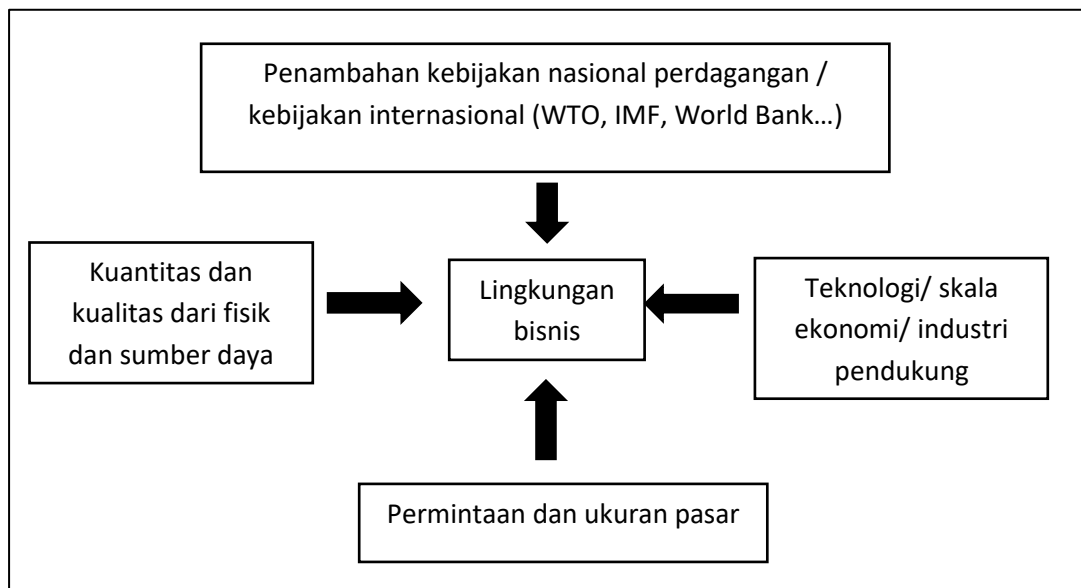 Penambahan kebijakan nasional perdagangan /
kebijakan internasional (WTO, IMF, World Bank...)
Kuantitas dan
kualitas dari fisik
dan sumber daya
Lingkungan
bisnis
Teknologi/ skala
ekonomi/ industri
pendukung
Permintaan dan ukuran pasar